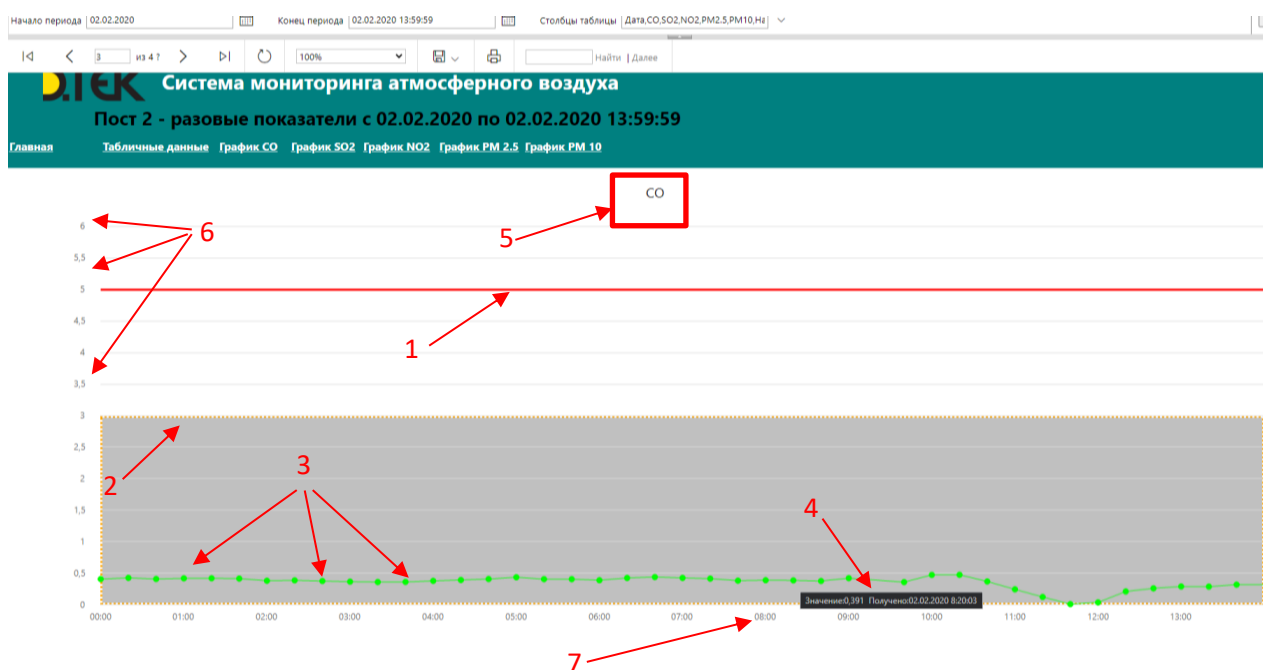 Начало периода 02.02.2020 Конец периода 02.02.2020 13:59:59 Столбцы таблицы Дата,CO,SO2,NO2,PM2.5,PM10,
3 из 4 ? 100% Найти | Далее
Система мониторинга атмосферного воздуха
Пост 2 - разовые показатели с 02.02.2020 по 02.02.2020 13:59:59
Главная Табличные данные График CO График SO2 График NO2 График PM 2.5 График PM 10
CO
6
6
5
5,5
5
4,5
1
4
3,5
3
2,5
3
2
2
4
1,5
1
0,5
Значение:0,391 Получено:02.02.2020 8:20:03
0
00:00 01:00 02:00 03:00 04:00 05:00 06:00 07:00 08:00 09:00 10:00 11:00 12:00 13:00
7